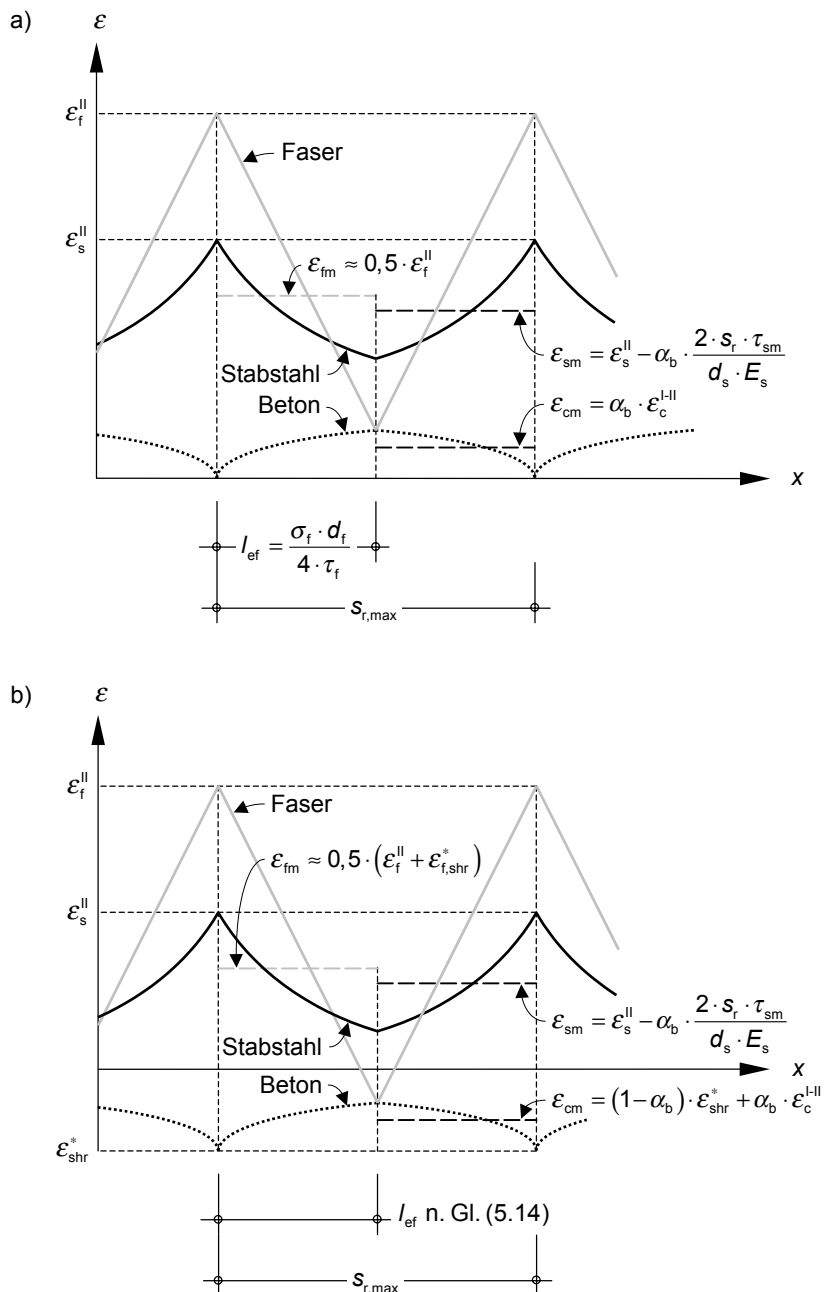 a)
ε
ε_f^II
Faser
ε_s^II
ε_fm ≈ 0,5 · ε_f^II
ε_sm = ε_s^II − α_b · (2 · s_r · τ_sm) / (d_s · E_s)
Stabstahl
Beton
ε_cm = α_b · ε_c^I-II
x
l_ef = (σ_f · d_f) / (4 · τ_f)
s_r,max
b)
ε
ε_f^II
Faser
ε_fm ≈ 0,5 · (ε_f^II + ε_f,shr^*)
ε_s^II
ε_sm = ε_s^II − α_b · (2 · s_r · τ_sm) / (d_s · E_s)
Stabstahl
x
Beton
ε_cm = (1 − α_b) · ε_shr^* + α_b · ε_c^I-II
ε_shr^*
l_ef n. Gl. (5.14)
s_r,max